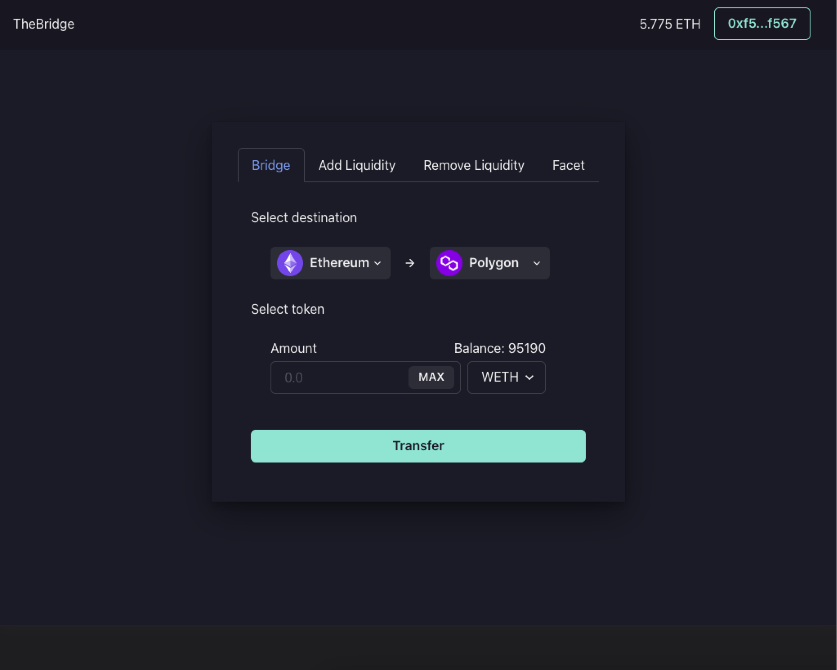 TheBridge
5.775 ETH 0xf5...f567
Bridge Add Liquidity Remove Liquidity Facet
Select destination
Ethereum → Polygon
Select token
Amount Balance: 95190
0.0 MAX WETH
Transfer